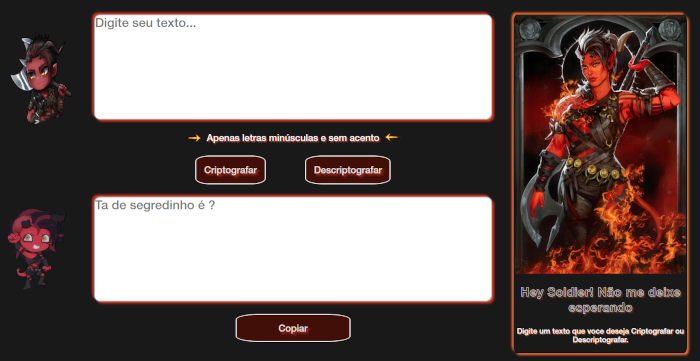 Digite seu texto...
→ Apenas letras minúsculas e sem acento ←
Criptografar
Descriptografar
Ta de segredinho é ?
Copiar
Hey Soldier! Não me deixe
esperando
Digite um texto que voce deseja Criptografar ou
Descriptografar.